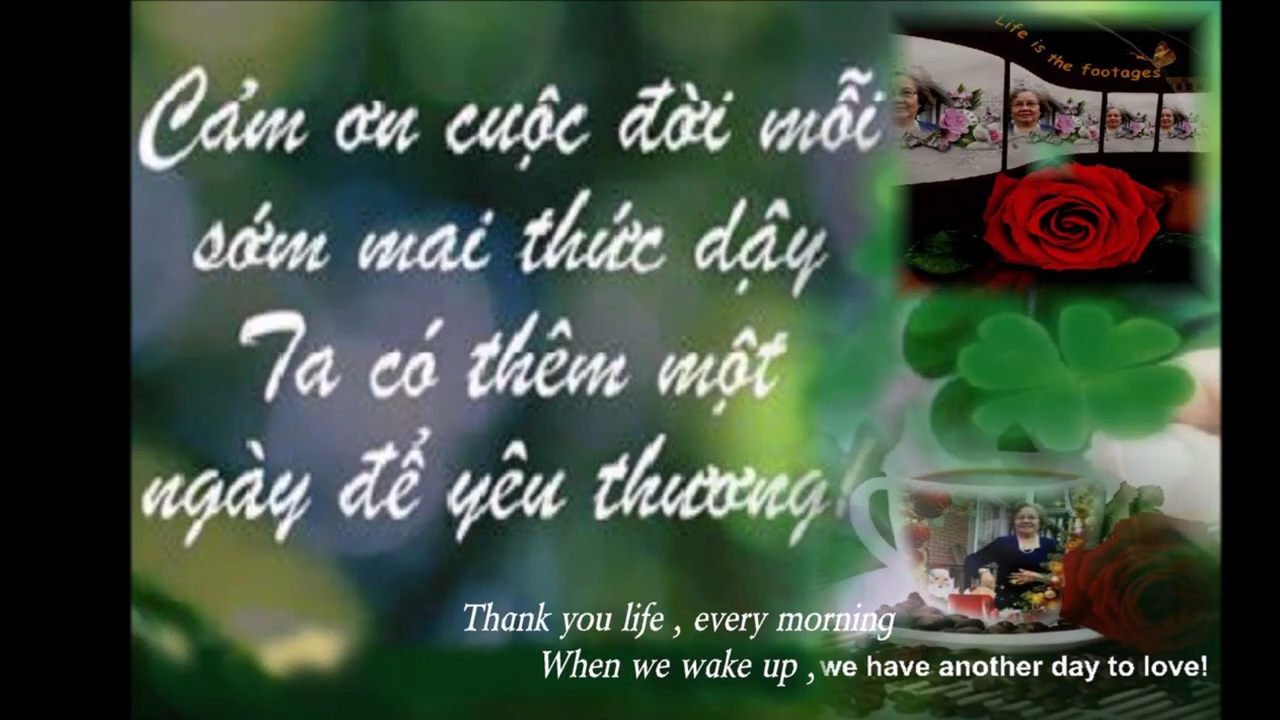 Life is the footages
Cảm ơn cuộc đời mỗi
sớm mai thức dậy
Ta có thêm một
ngày để yêu thương!
Thank you life , every morning
When we wake up , we have another day to love!